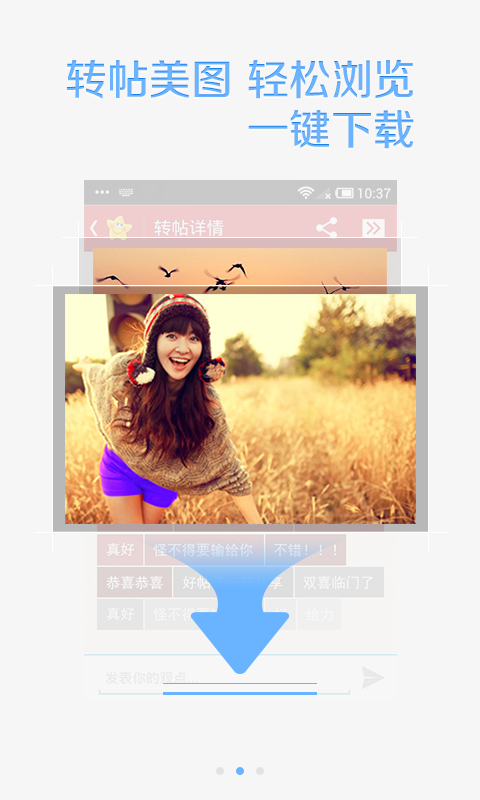 转帖美图 轻松浏览
一键下载
10:37
转帖详情
真好 怪不得要输给你 不错！！！
恭喜恭喜 好帖 享 双喜临门了
真好 怪不得 给力
发表你的观点...